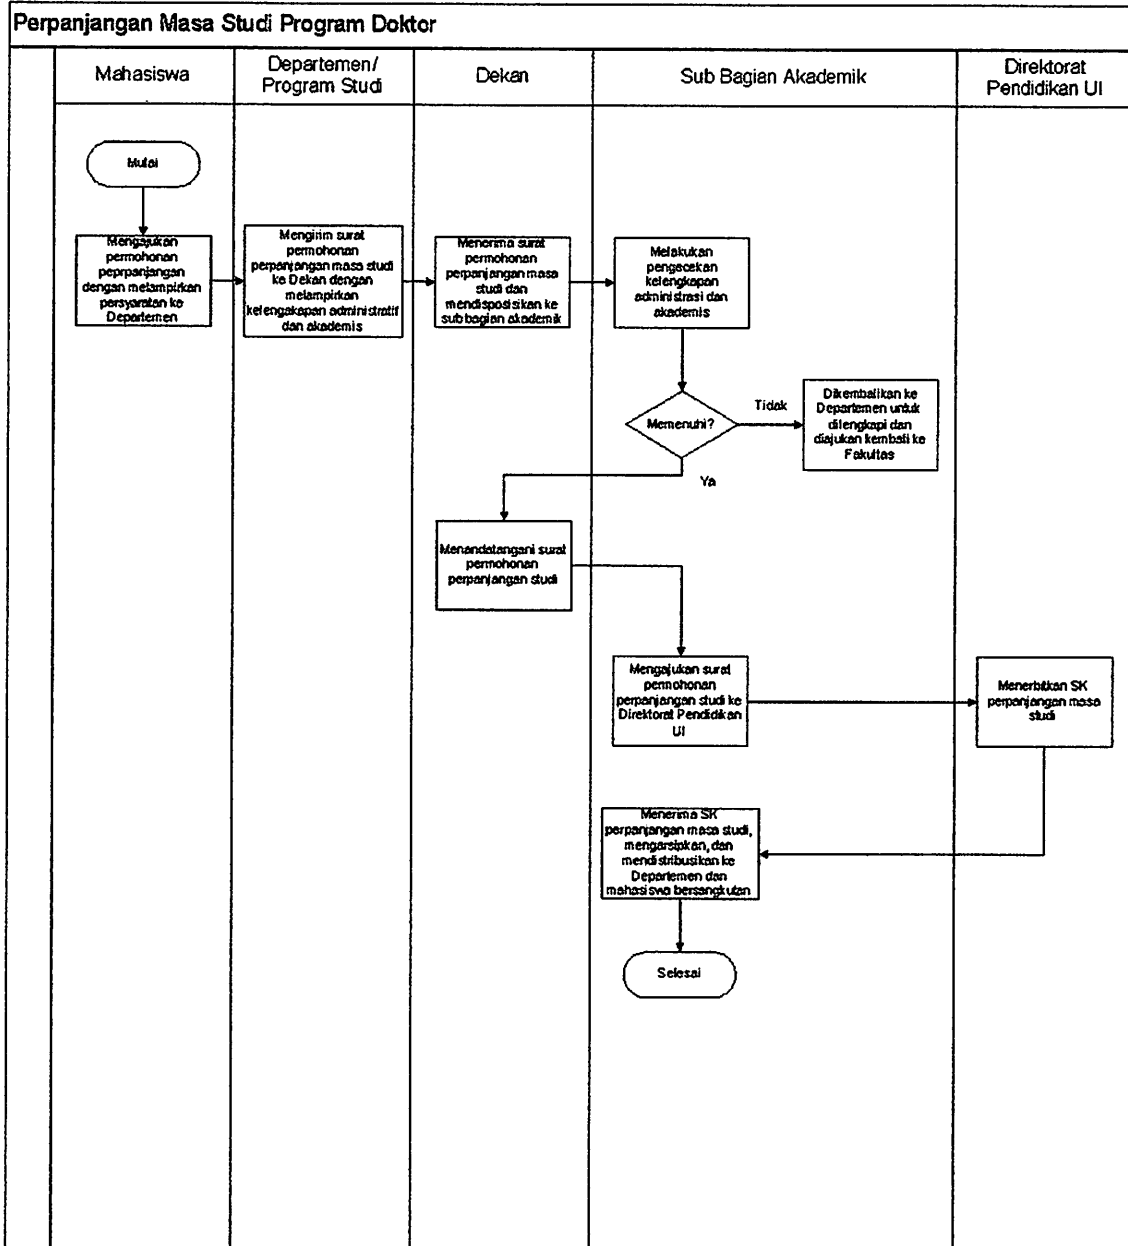 Perpanjangan Masa Studi Program Doktor
Mahasiswa
Departemen/
Program Studi
Dekan
Sub Bagian Akademik
Direktorat
Pendidikan UI
Mulai
Mengajukan
permohonan
peprpanjangan
dengan melampirkan
persyaratan ke
Departemen
Mengirim surat
permohonan
perpanjangan masa studi
ke Dekan dengan
melampirkan
kelengakapan administratif
dan akademis
Menerima surat
permohonan
perpanjangan masa
studi dan
mendisposisikan ke
sub bagian akademik
Melakukan
pengacekan
kelengkapan
administrasi dan
akademis
Memenuhi?
Tidak
Dikembalikan ke
Departemen untuk
dilengkapi dan
diajukan kembali ke
Fakultas
Ya
Menandatangani surat
permohonan
perpanjangan studi
Mengajukan surat
permohonan
perpanjangan studi ke
Direktorat Pendidikan
UI
Menerbitkan SK
perpanjangan masa
studi
Menerima SK
perpanjangan masa studi,
mengarsipkan, dan
mendistribusikan ke
Departemen dan
mahasiswa bersangkutan
Selesai